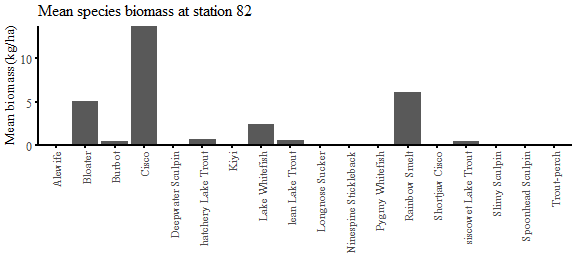 Mean species biomass at station 82
Mean biomass (kg/ha)
10
5
0
Alewife
Bloater
Burbot
Cisco
Deepwater Sculpin
hatchery Lake Trout
Kiyi
Lake Whitefish
lean Lake Trout
Longnose Sucker
Ninespine Stickleback
Pygmy Whitefish
Rainbow Smelt
Shortjaw Cisco
siscowet Lake Trout
Slimy Sculpin
Spoonhead Sculpin
Trout-perch